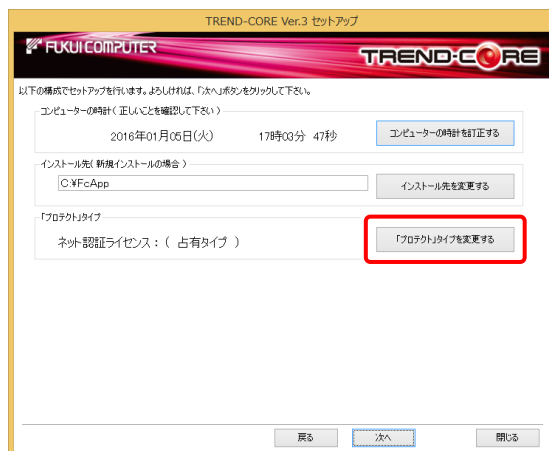 TREND-CORE Ver.3 セットアップ
FUKUI COMPUTER
TREND-CORE
以下の構成でセットアップを行います。よろしければ、「次へ」ボタンをクリックして下さい。
コンピューターの時計( 正しいことを確認して下さい )
2016年01月05日(火) 17時03分 47秒 コンピューターの時計を訂正する
インストール先( 新規インストールの場合 )
C:¥FcApp インストール先を変更する
「プロテクト」タイプ
ネット認証ライセンス：( 占有タイプ ) 「プロテクト」タイプを変更する
戻る 次へ 閉じる